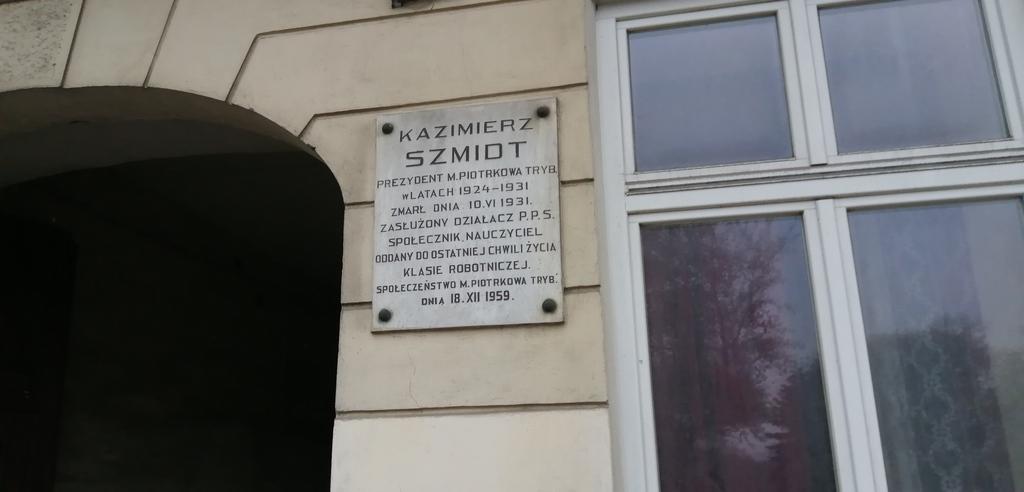 KAZIMIERZ
SZMIDT
PREZYDENT M.PIOTRKOWA TRYB.
W LATACH 1924-1931
ZMARŁ DNIA 10.VI 1931.
ZASŁUŻONY DZIAŁACZ P.P.S.
SPOŁECZNIK, NAUCZYCIEL
ODDANY DO OSTATNIEJ CHWILI ŻYCIA
KLASIE ROBOTNICZEJ.
SPOŁECZEŃSTWO M.PIOTRKOWA TRYB.
DNIA 18.XII 1959.